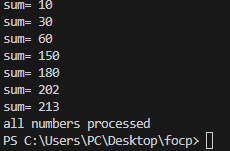 sum= 10
sum= 30
sum= 60
sum= 150
sum= 180
sum= 202
sum= 213
all numbers processed
PS C:\Users\PC\Desktop\focp>